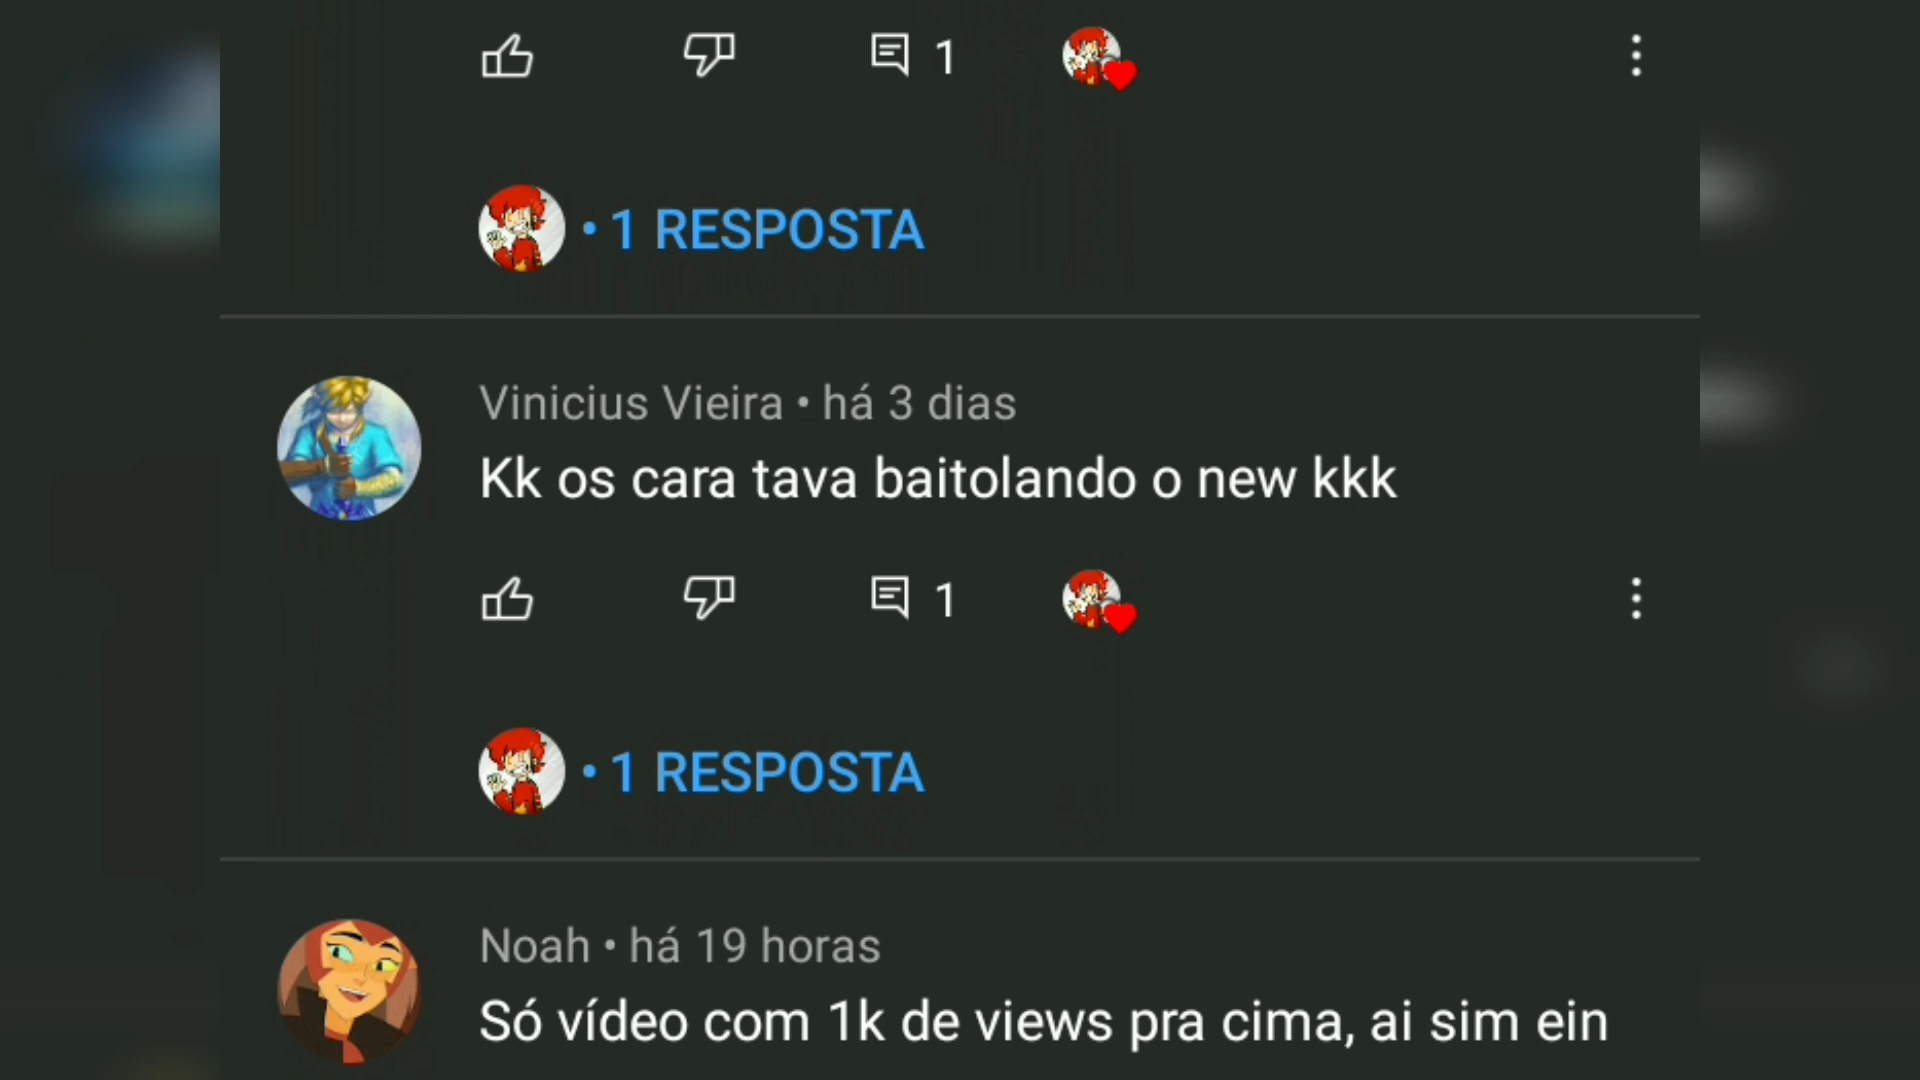 1
• 1 RESPOSTA
Vinicius Vieira • há 3 dias
Kk os cara tava baitolando o new kkk
1
• 1 RESPOSTA
Noah • há 19 horas
Só vídeo com 1k de views pra cima, ai sim ein